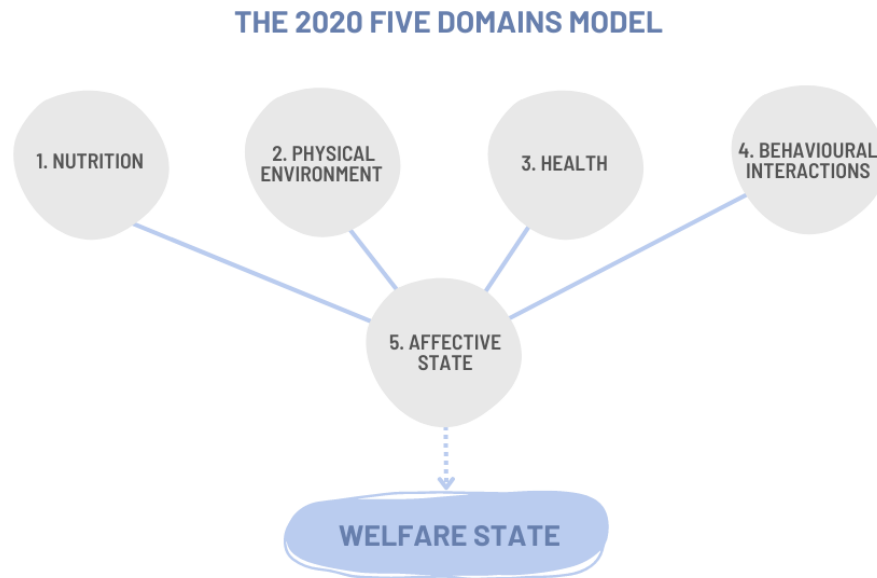 THE 2020 FIVE DOMAINS MODEL
1. NUTRITION
2. PHYSICAL
ENVIRONMENT
3. HEALTH
4. BEHAVIOURAL
INTERACTIONS
5. AFFECTIVE
STATE
WELFARE STATE